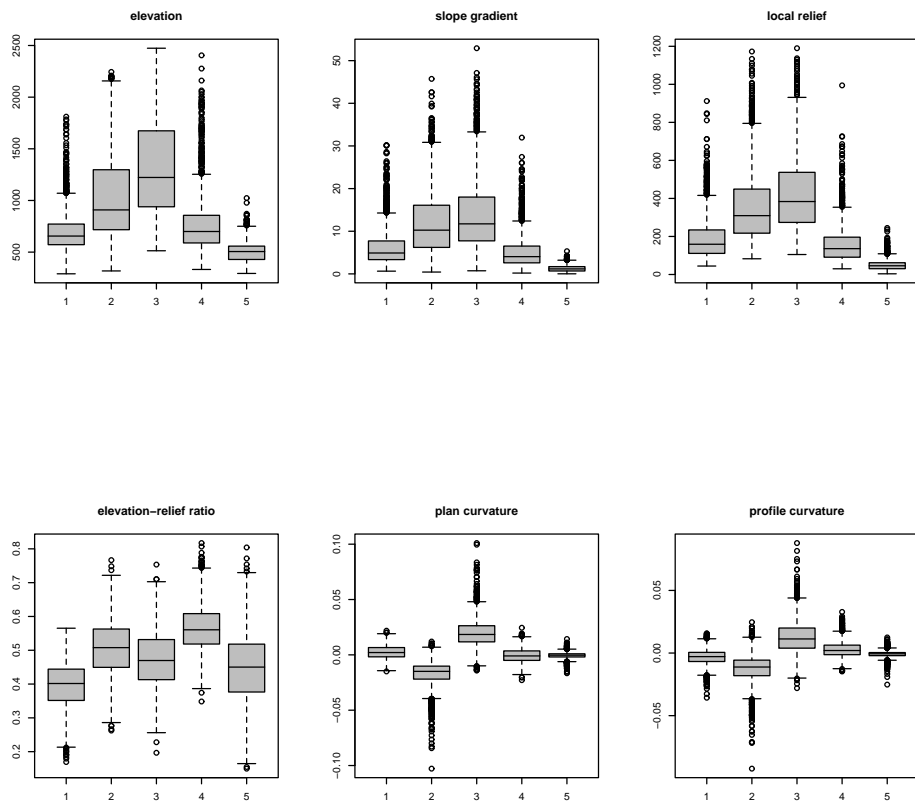 elevation
slope gradient
local relief
2500
2000
1500
1000
500
1 2 3 4 5
50
40
30
20
10
0
1 2 3 4 5
1200
1000
800
600
400
200
0
1 2 3 4 5
elevation−relief ratio
plan curvature
profile curvature
0.8
0.7
0.6
0.5
0.4
0.3
0.2
1 2 3 4 5
0.10
0.05
0.00
−0.05
−0.10
1 2 3 4 5
0.05
0.00
−0.05
1 2 3 4 5